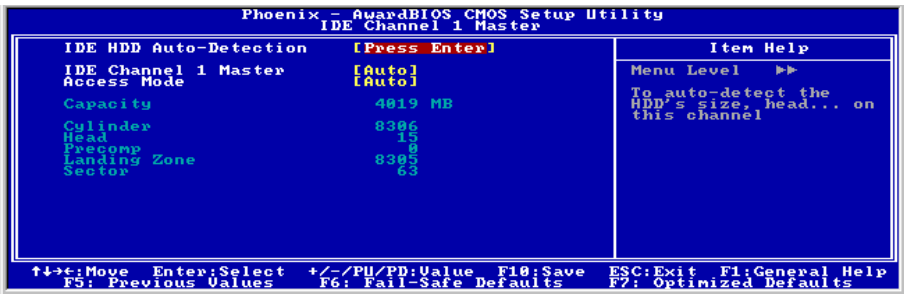 Phoenix - AwardBIOS CMOS Setup Utility
IDE Channel 1 Master
IDE HDD Auto-Detection [Press Enter]
IDE Channel 1 Master [Auto]
Access Mode [Auto]
Capacity 4019 MB
Cylinder 8306
Head 15
Precomp 0
Landing Zone 8305
Sector 63
Item Help
Menu Level ▶▶
To auto-detect the
HDD's size, head... on
this channel
↑↓→←:Move Enter:Select +/-/PU/PD:Value F10:Save ESC:Exit F1:General Help
F5: Previous Values F6: Fail-Safe Defaults F7: Optimized Defaults